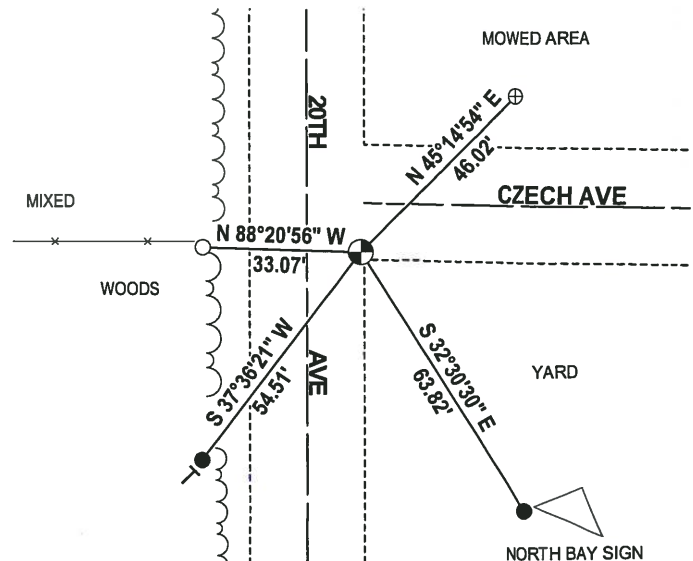 MOWED AREA
20TH
N 45°14'54" E
46.02'
CZECH AVE
MIXED
N 88°20'56" W
33.07'
WOODS
S 37°36'21" W
54.51'
AVE
S 32°30'30" E
63.82'
YARD
NORTH BAY SIGN